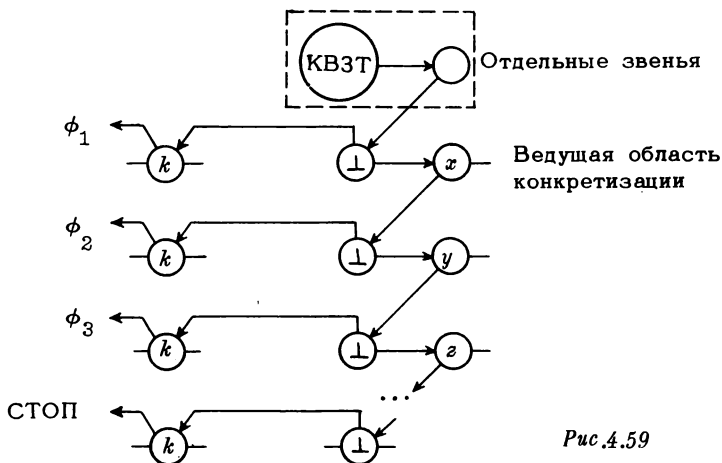 КВЗТ Отдельные звенья
ϕ1
k ⊥ x Ведущая область
конкретизации
ϕ2
k ⊥ y
ϕ3
k ⊥ z
...
СТОП
k ⊥ Рис.4.59